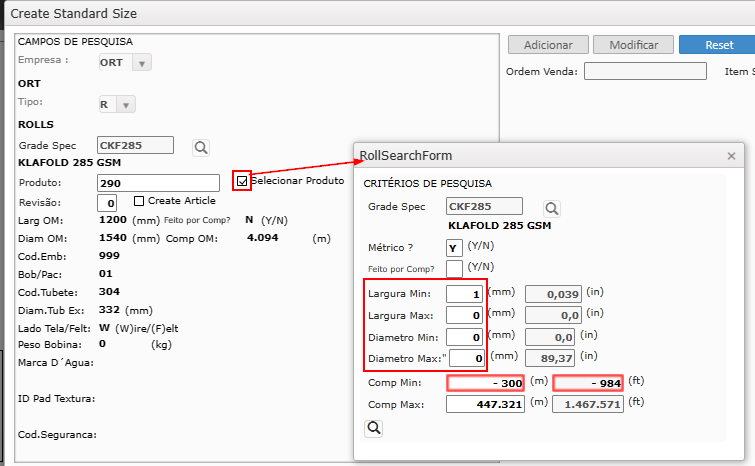 Create Standard Size
CAMPOS DE PESQUISA
Empresa : ORT
ORT
Tipo: R
ROLLS
Grade Spec CKF285
KLAFOLD 285 GSM
Produto: 290 Selecionar Produto
Revisão: 0 Create Article
Larg OM: 1200 (mm) Feito por Comp? N (Y/N)
Diam OM: 1540 (mm) Comp OM: 4.094 (m)
Cod.Emb: 999
Bob/Pac: 01
Cod.Tubete: 304
Diam.Tub Ex: 332 (mm)
Lado Tela/Felt: W (W)ire/(F)elt
Peso Bobina: 0 (kg)
Marca D´Agua:
ID Pad Textura:
Cod.Seguranca:
Adicionar Modificar Reset
Ordem Venda: Item S
RollSearchForm ×
CRITÉRIOS DE PESQUISA
Grade Spec CKF285
KLAFOLD 285 GSM
Métrico ? Y (Y/N)
Feito por Comp? (Y/N)
Largura Min: 1 (mm) 0,039 (in)
Largura Max: 0 (mm) 0,0 (in)
Diametro Min: 0 (mm) 0,0 (in)
Diametro Max:" 0 (mm) 89,37 (in)
Comp Min: - 300 (m) - 984 (ft)
Comp Max: 447.321 (m) 1.467.571 (ft)